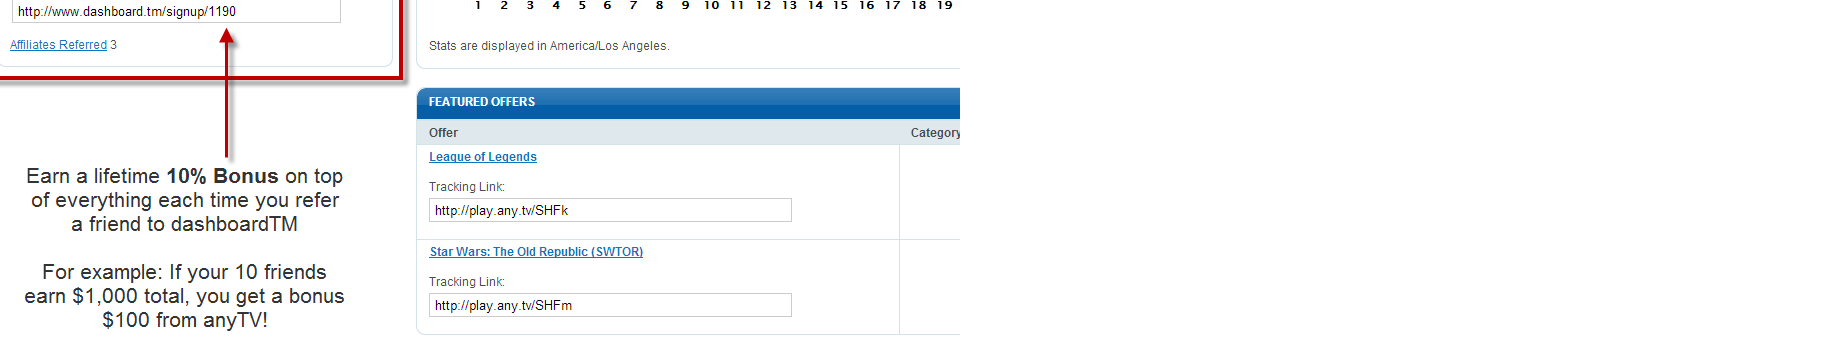 http://www.dashboard.tm/signup/1190
Affiliates Referred 3
Earn a lifetime 10% Bonus on top
of everything each time you refer
a friend to dashboardTM
For example: If your 10 friends
earn $1,000 total, you get a bonus
$100 from anyTV!
1 2 3 4 5 6 7 8 9 10 11 12 13 14 15 16 17 18 19
Stats are displayed in America/Los Angeles.
FEATURED OFFERS
Offer Category
League of Legends
Tracking Link:
http://play.any.tv/SHFk
Star Wars: The Old Republic (SWTOR)
Tracking Link:
http://play.any.tv/SHFm